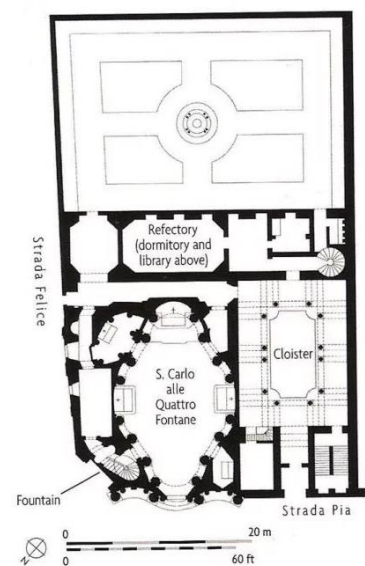 Refectory
(dormitory and
library above)
Strada Felice
Cloister
S. Carlo
alle
Quattro
Fontane
Fountain
Strada Pia
0 20 m
0 60 ft
N